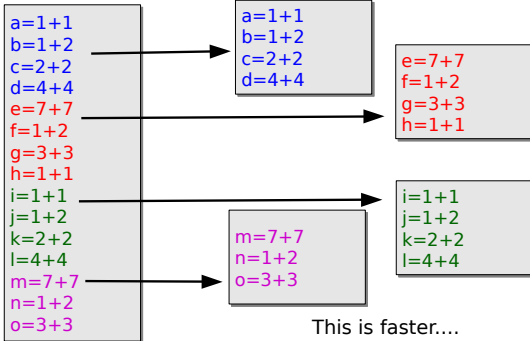 a=1+1
b=1+2
c=2+2
d=4+4
e=7+7
f=1+2
g=3+3
h=1+1
i=1+1
j=1+2
k=2+2
l=4+4
m=7+7
n=1+2
o=3+3
a=1+1
b=1+2
c=2+2
d=4+4
e=7+7
f=1+2
g=3+3
h=1+1
i=1+1
j=1+2
k=2+2
l=4+4
m=7+7
n=1+2
o=3+3
This is faster....